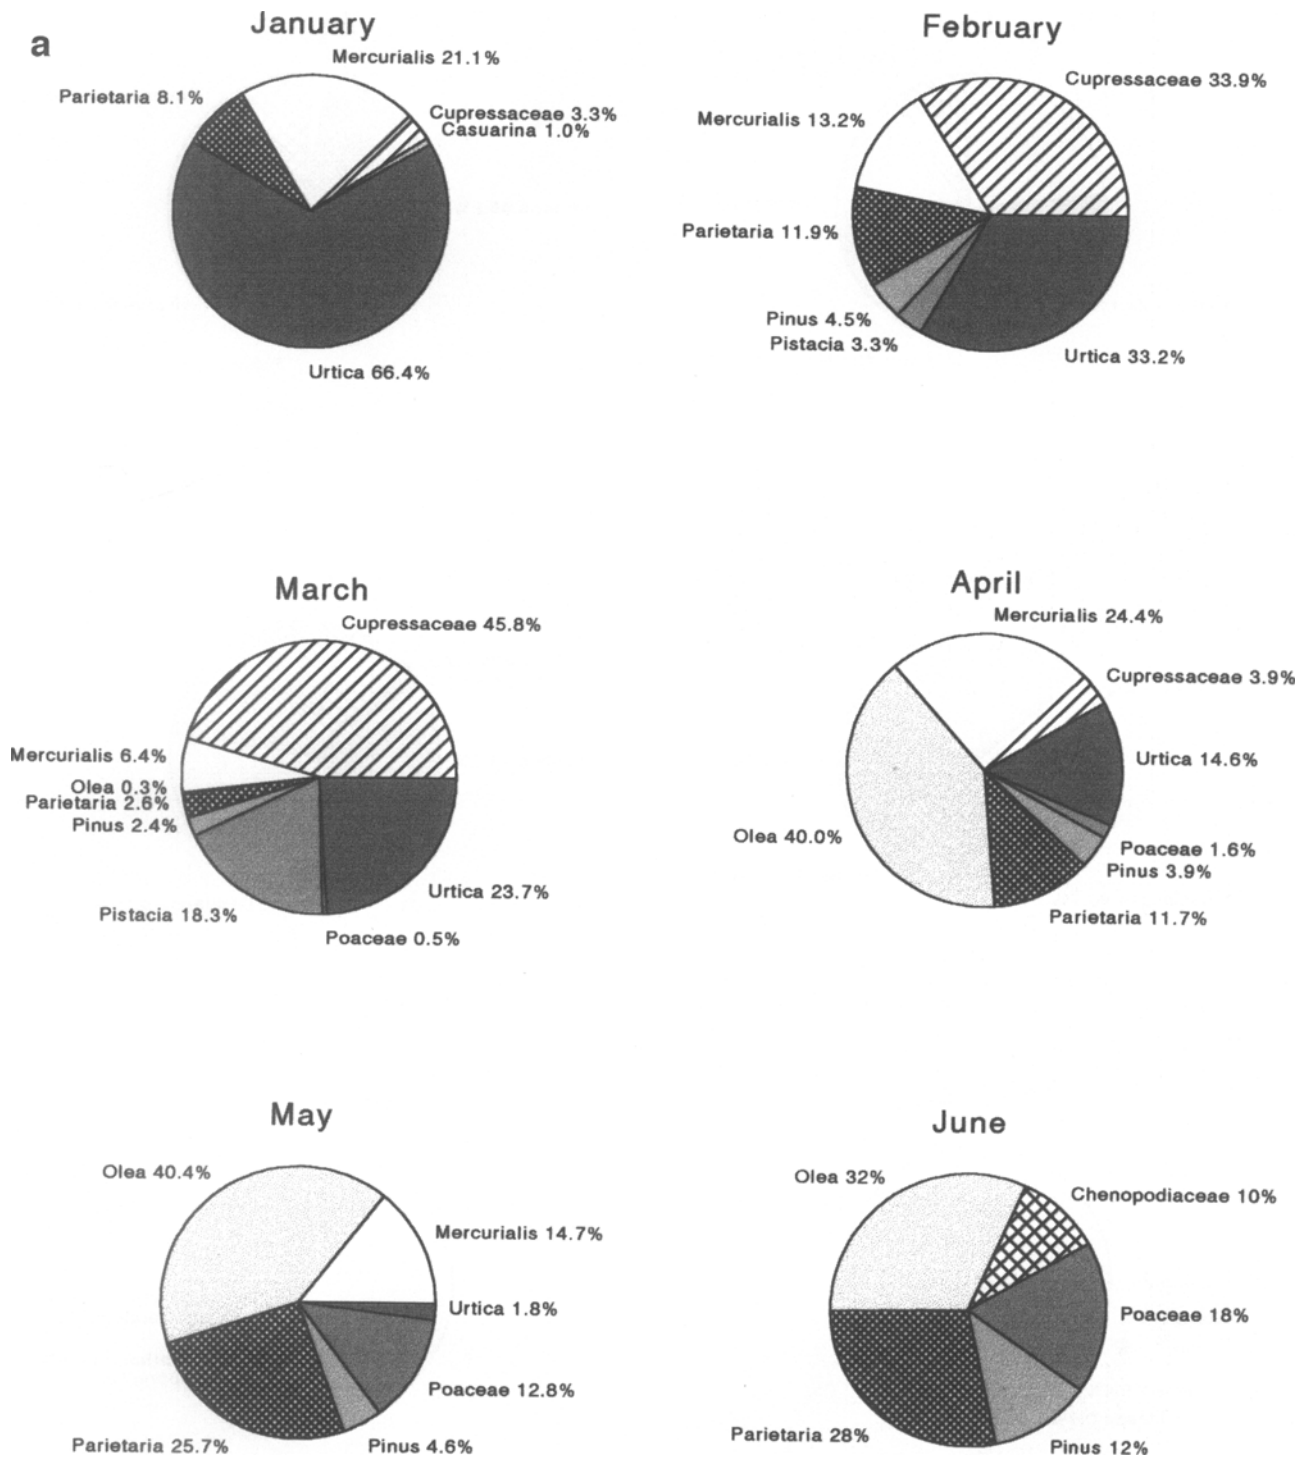 a
January
Mercurialis 21.1%
Parietaria 8.1%
Cupressaceae 3.3%
Casuarina 1.0%
Urtica 66.4%
February
Cupressaceae 33.9%
Mercurialis 13.2%
Parietaria 11.9%
Pinus 4.5%
Pistacia 3.3%
Urtica 33.2%
March
Cupressaceae 45.8%
Mercurialis 6.4%
Olea 0.3%
Parietaria 2.6%
Pinus 2.4%
Pistacia 18.3%
Urtica 23.7%
Poaceae 0.5%
April
Mercurialis 24.4%
Cupressaceae 3.9%
Urtica 14.6%
Olea 40.0%
Poaceae 1.6%
Pinus 3.9%
Parietaria 11.7%
May
Olea 40.4%
Mercurialis 14.7%
Urtica 1.8%
Poaceae 12.8%
Parietaria 25.7%
Pinus 4.6%
June
Olea 32%
Chenopodiaceae 10%
Poaceae 18%
Parietaria 28%
Pinus 12%